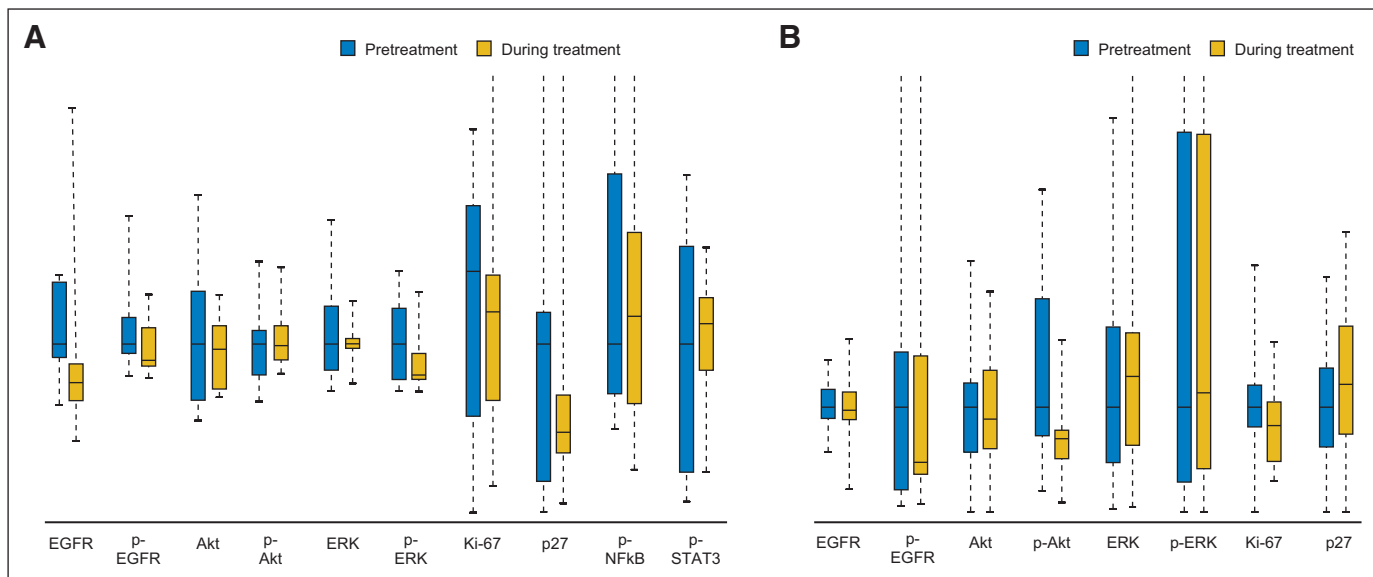 A
B
Pretreatment During treatment
Pretreatment During treatment
EGFR
p-
EGFR
Akt
p-
Akt
ERK
p-
ERK
Ki-67
p27
p-
NFkB
p-
STAT3
EGFR
p-
EGFR
Akt
p-Akt
ERK
p-ERK
Ki-67
p27